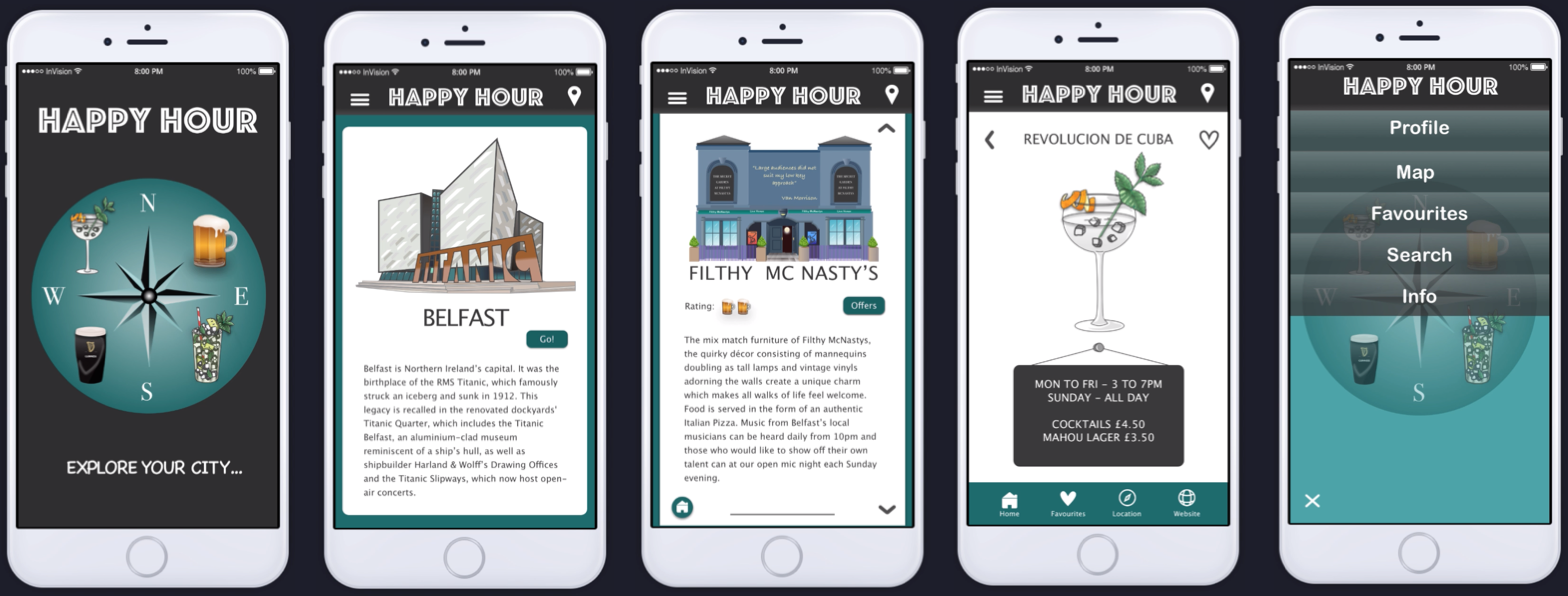 ●●●○○ InVision 8:00 PM 100%
HAPPY HOUR
N
W E
S
EXPLORE YOUR CITY...
●●●○○ InVision 8:00 PM 100%
HAPPY HOUR
TITANIC
BELFAST
Go!
Belfast is Northern Ireland's capital. It was the
birthplace of the RMS Titanic, which famously
struck an iceberg and sunk in 1912. This
legacy is recalled in the renovated dockyards'
Titanic Quarter, which includes the Titanic
Belfast, an aluminium-clad museum
reminiscent of a ship's hull, as well as
shipbuilder Harland & Wolff's Drawing Offices
and the Titanic Slipways, which now host open-
air concerts.
●●●○○ InVision 8:00 PM 100%
HAPPY HOUR
"Large audiences did not
suit my low key
approach"
Van Morrison
FILTHY MC NASTY'S
Rating:
Offers
The mix match furniture of Filthy McNastys,
the quirky décor consisting of mannequins
doubling as tall lamps and vintage vinyls
adorning the walls create a unique charm
which makes all walks of life feel welcome.
Food is served in the form of an authentic
Italian Pizza. Music from Belfast's local
musicians can be heard daily from 10pm and
those who would like to show off their own
talent can at our open mic night each Sunday
evening.
●●●○○ InVision 8:00 PM 100%
HAPPY HOUR
REVOLUCION DE CUBA
MON TO FRI – 3 TO 7PM
SUNDAY – ALL DAY
COCKTAILS £4.50
MAHOU LAGER £3.50
Home Favourites Location Website
●●●○○ InVision 8:00 PM 100%
HAPPY HOUR
Profile
Map
Favourites
Search
Info
W E
S